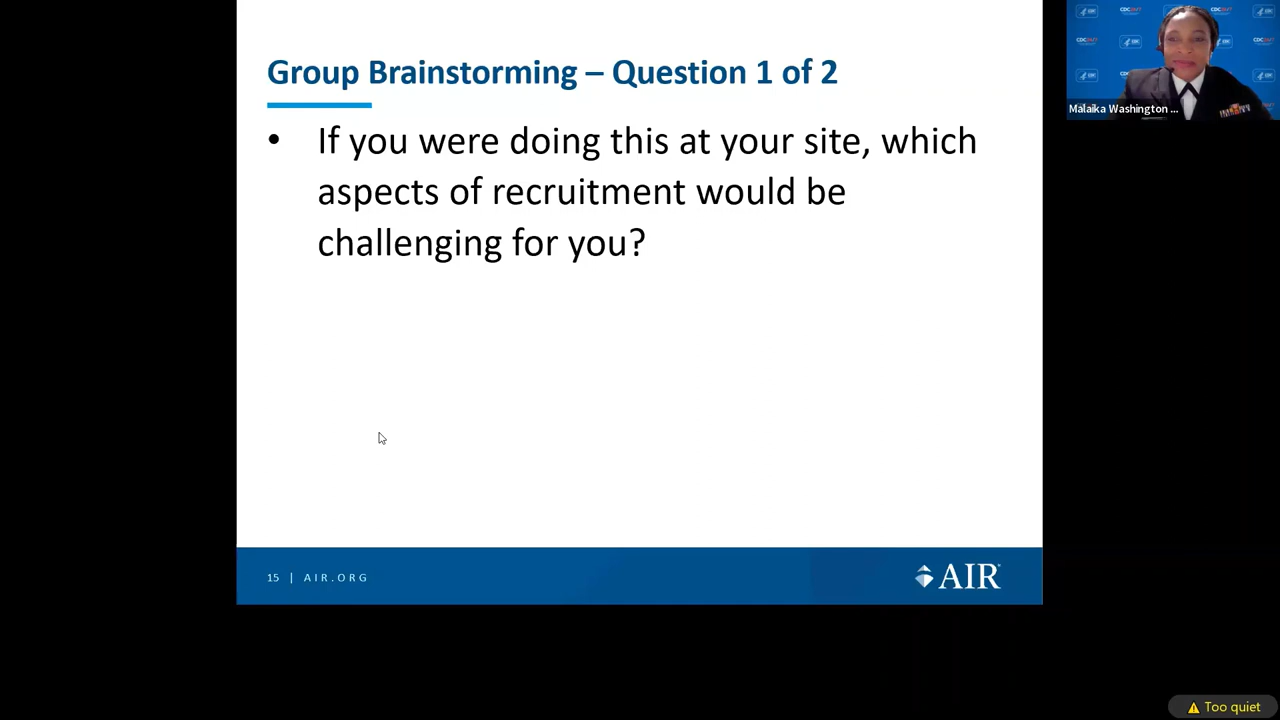 Group Brainstorming – Question 1 of 2
• If you were doing this at your site, which
aspects of recruitment would be
challenging for you?
15 | AIR.ORG
AIR
Malaika Washington ...
Too quiet